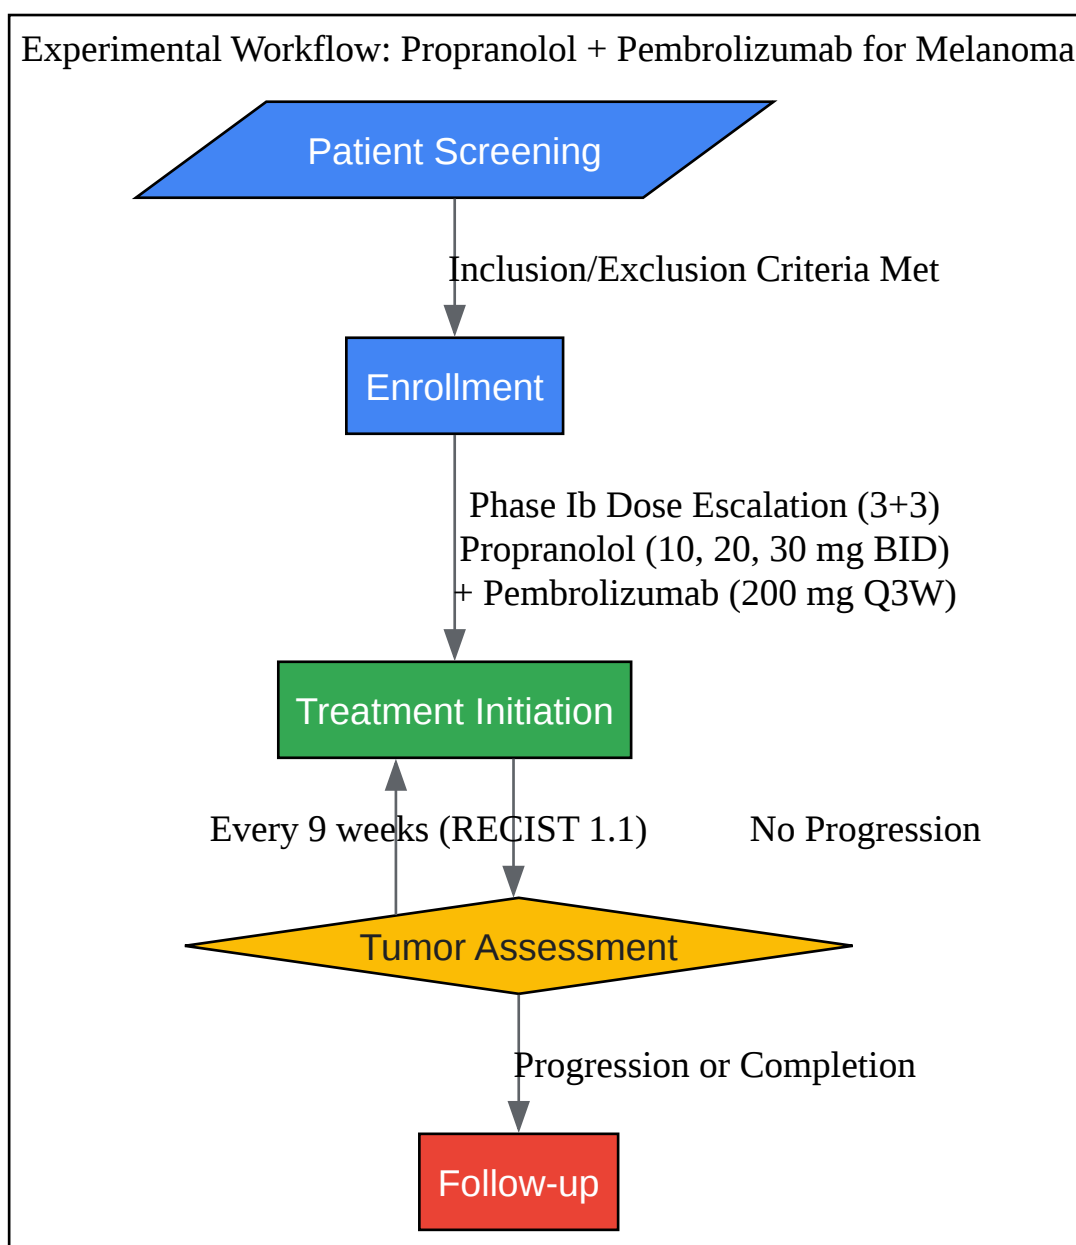 Experimental Workflow: Propranolol + Pembrolizumab for Melanoma
Patient Screening
Inclusion/Exclusion Criteria Met
Enrollment
Phase Ib Dose Escalation (3+3)
Propranolol (10, 20, 30 mg BID)
+ Pembrolizumab (200 mg Q3W)
Treatment Initiation
Every 9 weeks (RECIST 1.1)
No Progression
Tumor Assessment
Progression or Completion
Follow-up